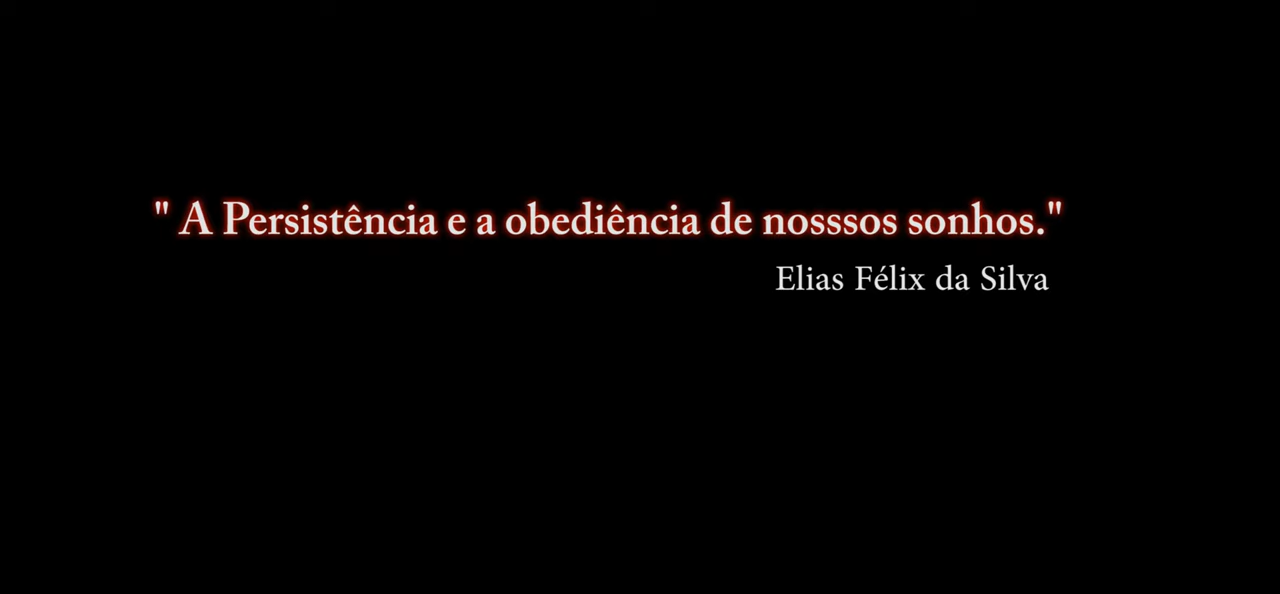 " A Persistência e a obediência de nosssos sonhos."
Elias Félix da Silva